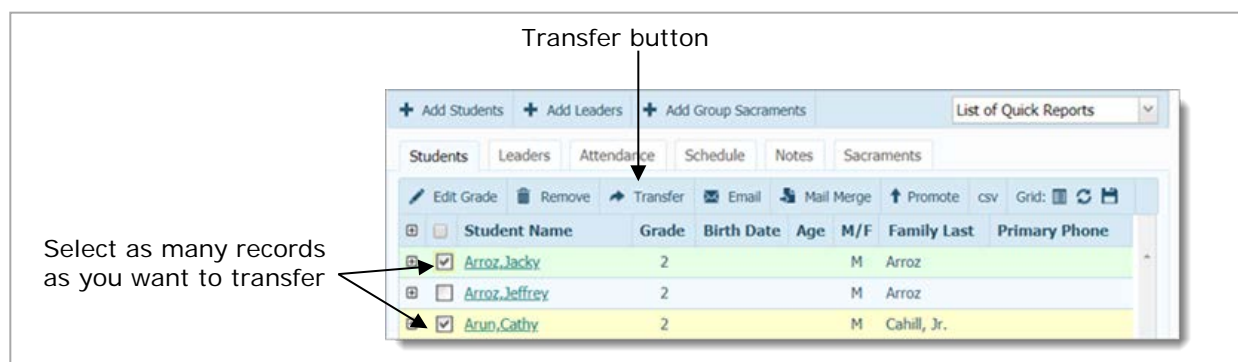 Transfer button
Add Students Add Leaders Add Group Sacraments List of Quick Reports
Students Leaders Attendance Schedule Notes Sacraments
Edit Grade Remove Transfer Email Mail Merge Promote csv Grid:
Student Name Grade Birth Date Age M/F Family Last Primary Phone
Select as many records
as you want to transfer
Arroz,Jacky 2 M Arroz
Arroz,Jeffrey 2 M Arroz
Arun,Cathy 2 M Cahill, Jr.